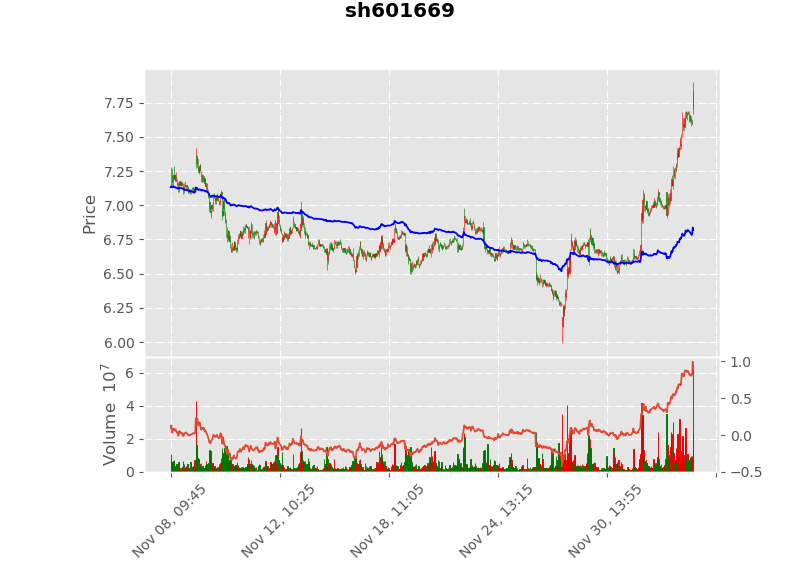 sh601669
Price
7.75
7.50
7.25
7.00
6.75
6.50
6.25
6.00
Volume 10^7
6
4
2
0
1.0
0.5
0.0
−0.5
Nov 08, 09:45
Nov 12, 10:25
Nov 18, 11:05
Nov 24, 13:15
Nov 30, 13:55